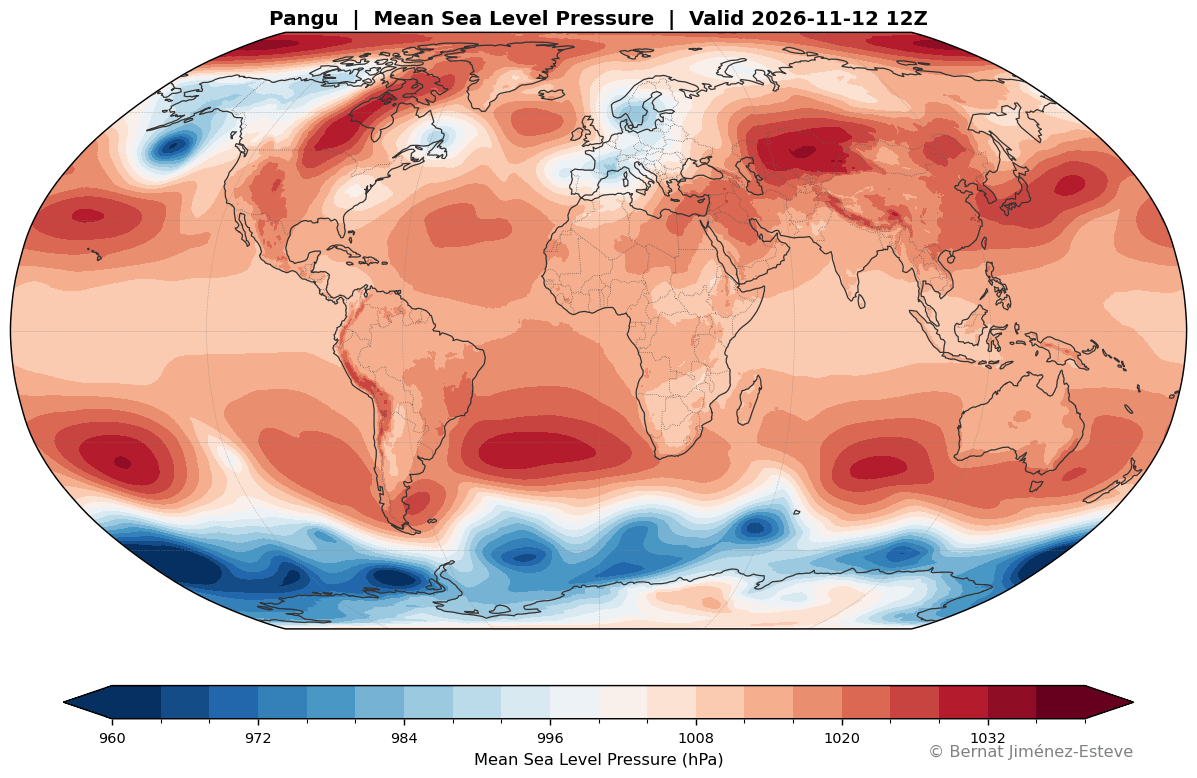 Pangu | Mean Sea Level Pressure | Valid 2026-11-12 12Z
960 972 984 996 1008 1020 1032
Mean Sea Level Pressure (hPa)
© Bernat Jiménez-Esteve